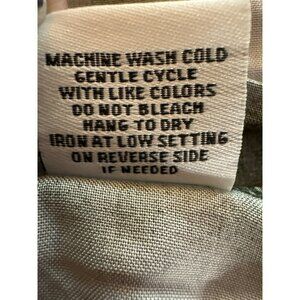 MACHINE WASH COLD
GENTLE CYCLE
WITH LIKE COLORS
DO NOT BLEACH
HANG TO DRY
IRON AT LOW SETTING
ON REVERSE SIDE
IF NEEDED